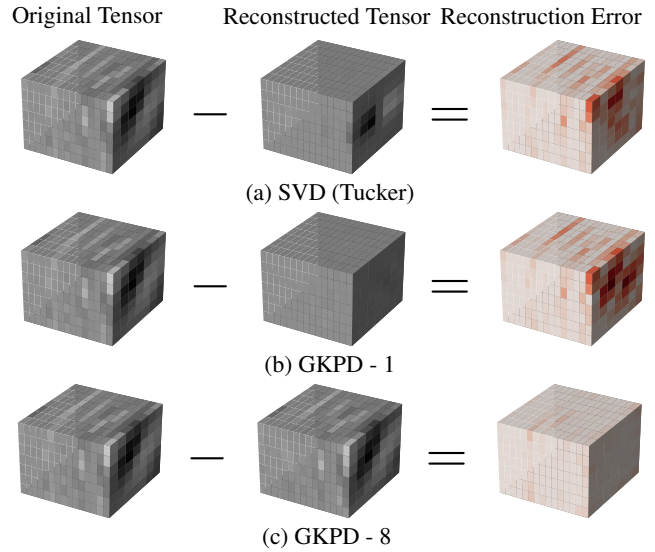 Original Tensor Reconstructed Tensor Reconstruction Error
(a) SVD (Tucker)
(b) GKPD - 1
(c) GKPD - 8